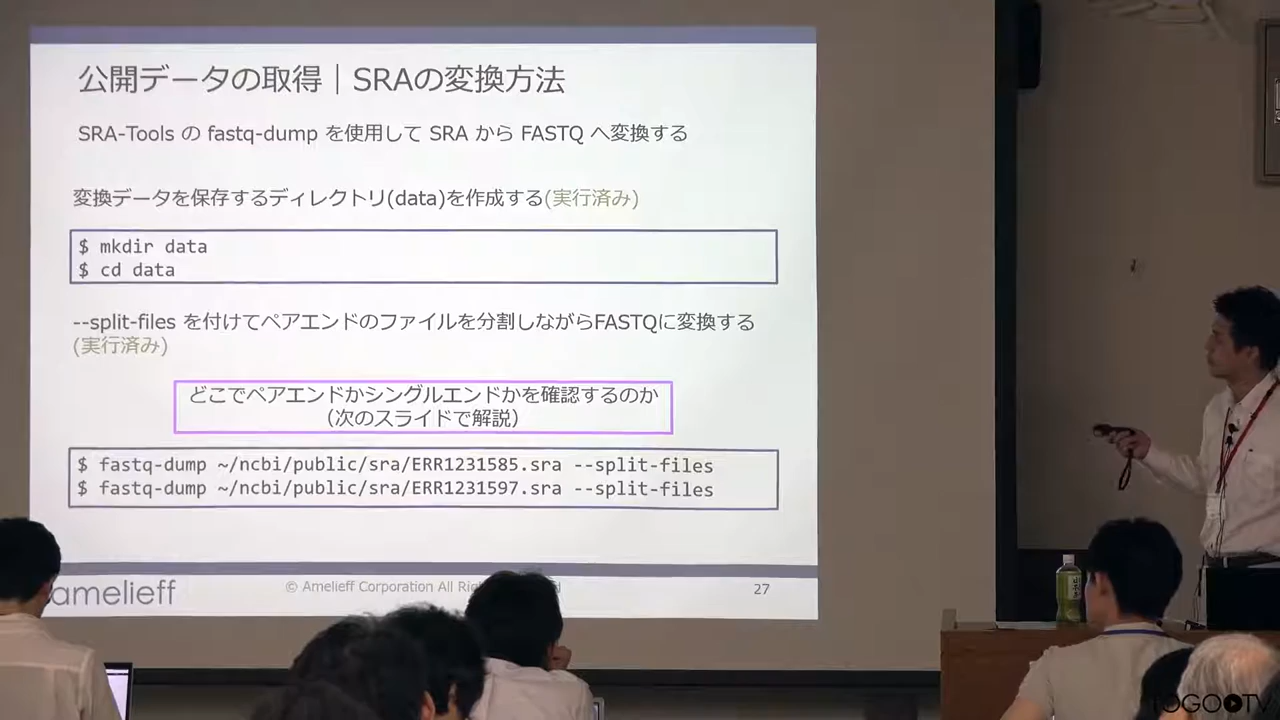 公開データの取得｜SRAの変換方法
SRA-Tools の fastq-dump を使用して SRA から FASTQ へ変換する
変換データを保存するディレクトリ(data)を作成する(実行済み)
$ mkdir data
$ cd data
--split-files を付けてペアエンドのファイルを分割しながらFASTQに変換する
(実行済み)
どこでペアエンドかシングルエンドかを確認するのか
（次のスライドで解説）
$ fastq-dump ~/ncbi/public/sra/ERR1231585.sra --split-files
$ fastq-dump ~/ncbi/public/sra/ERR1231597.sra --split-files
amelieff
© Amelieff Corporation All
27
TOGOTV